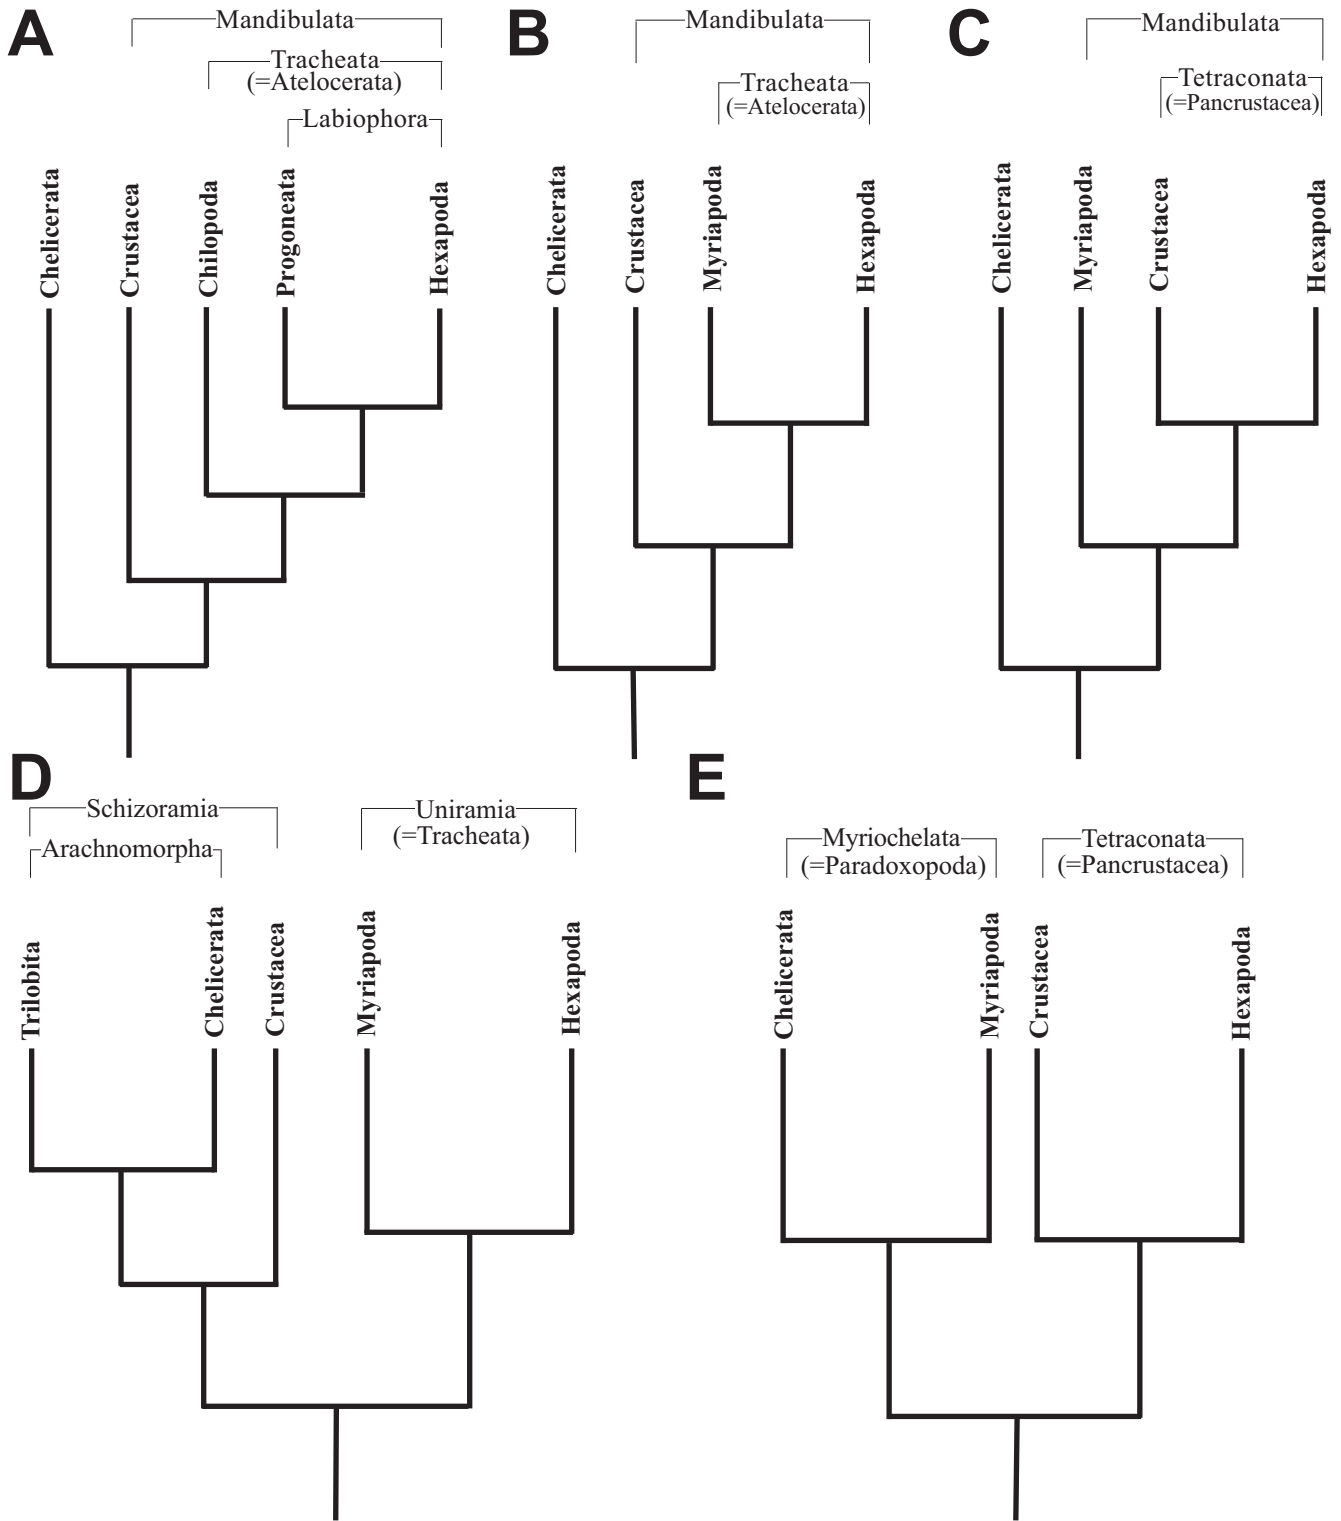 A
Mandibulata
Tracheata
(=Atelocerata)
Labiophora
Chelicerata
Crustacea
Chilopoda
Progoneata
Hexapoda
B
Mandibulata
Tracheata
(=Atelocerata)
Chelicerata
Crustacea
Myriapoda
Hexapoda
C
Mandibulata
Tetraconata
(=Pancrustacea)
Chelicerata
Myriapoda
Crustacea
Hexapoda
D
Schizoramia
Arachnomorpha
Uniramia
(=Tracheata)
Trilobita
Chelicerata
Crustacea
Myriapoda
Hexapoda
E
Myriochelata
(=Paradoxopoda)
Tetraconata
(=Pancrustacea)
Chelicerata
Myriapoda
Crustacea
Hexapoda